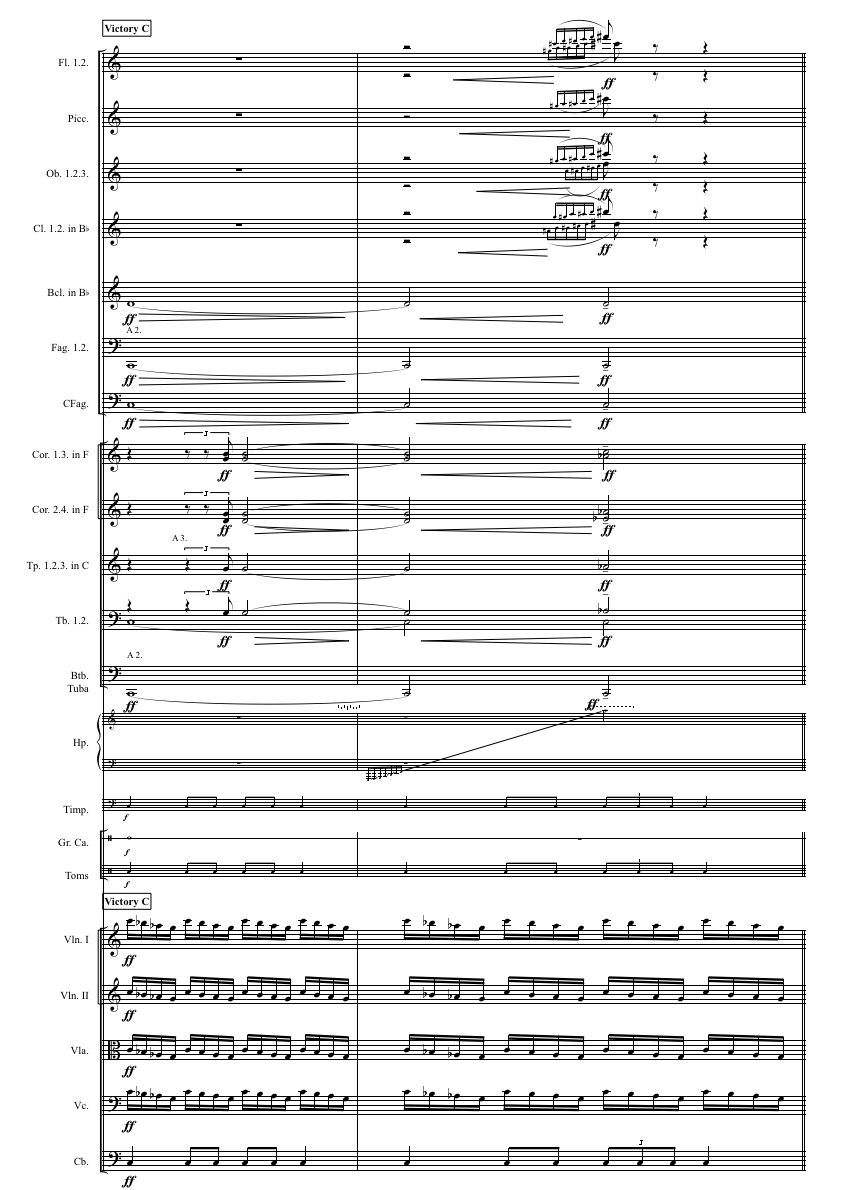 Victory C
Fl. 1.2.
ff
Picc.
ff
Ob. 1.2.3.
ff
Cl. 1.2. in B♭
ff
Bcl. in B♭
ff ff
A 2.
Fag. 1.2.
ff ff
CFag.
ff ff
3
Cor. 1.3. in F
ff ff
3
Cor. 2.4. in F
ff ff
A 3.
3
Tp. 1.2.3. in C
ff ff
3
Tb. 1.2.
ff ff
A 2.
Btb.
Tuba
ff ff
Hp.
Timp.
f
Gr. Ca.
f
Toms
f
Victory C
Vln. I
ff
Vln. II
ff
Vla.
ff
Vc.
ff
3
Cb.
ff